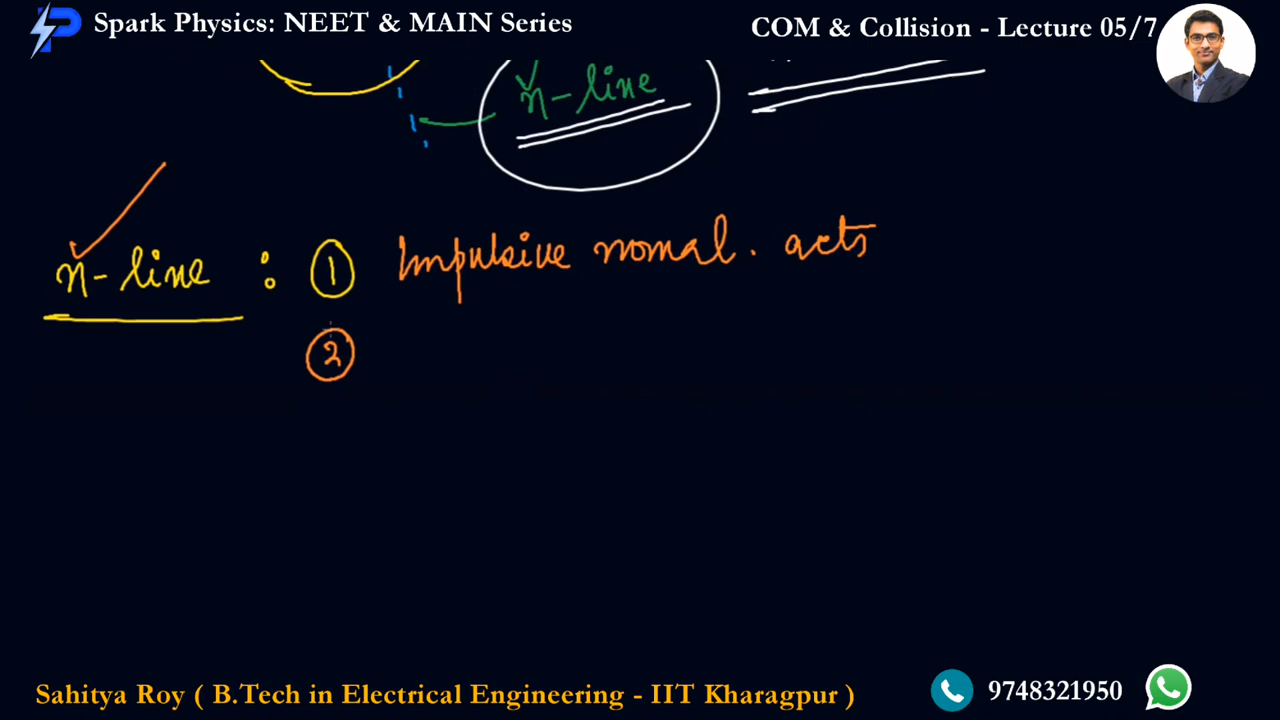 Spark Physics: NEET & MAIN Series
COM & Collision - Lecture 05/7
n-line
n-line : ① Impulsive nomal. acts
②
Sahitya Roy ( B.Tech in Electrical Engineering - IIT Kharagpur )
9748321950